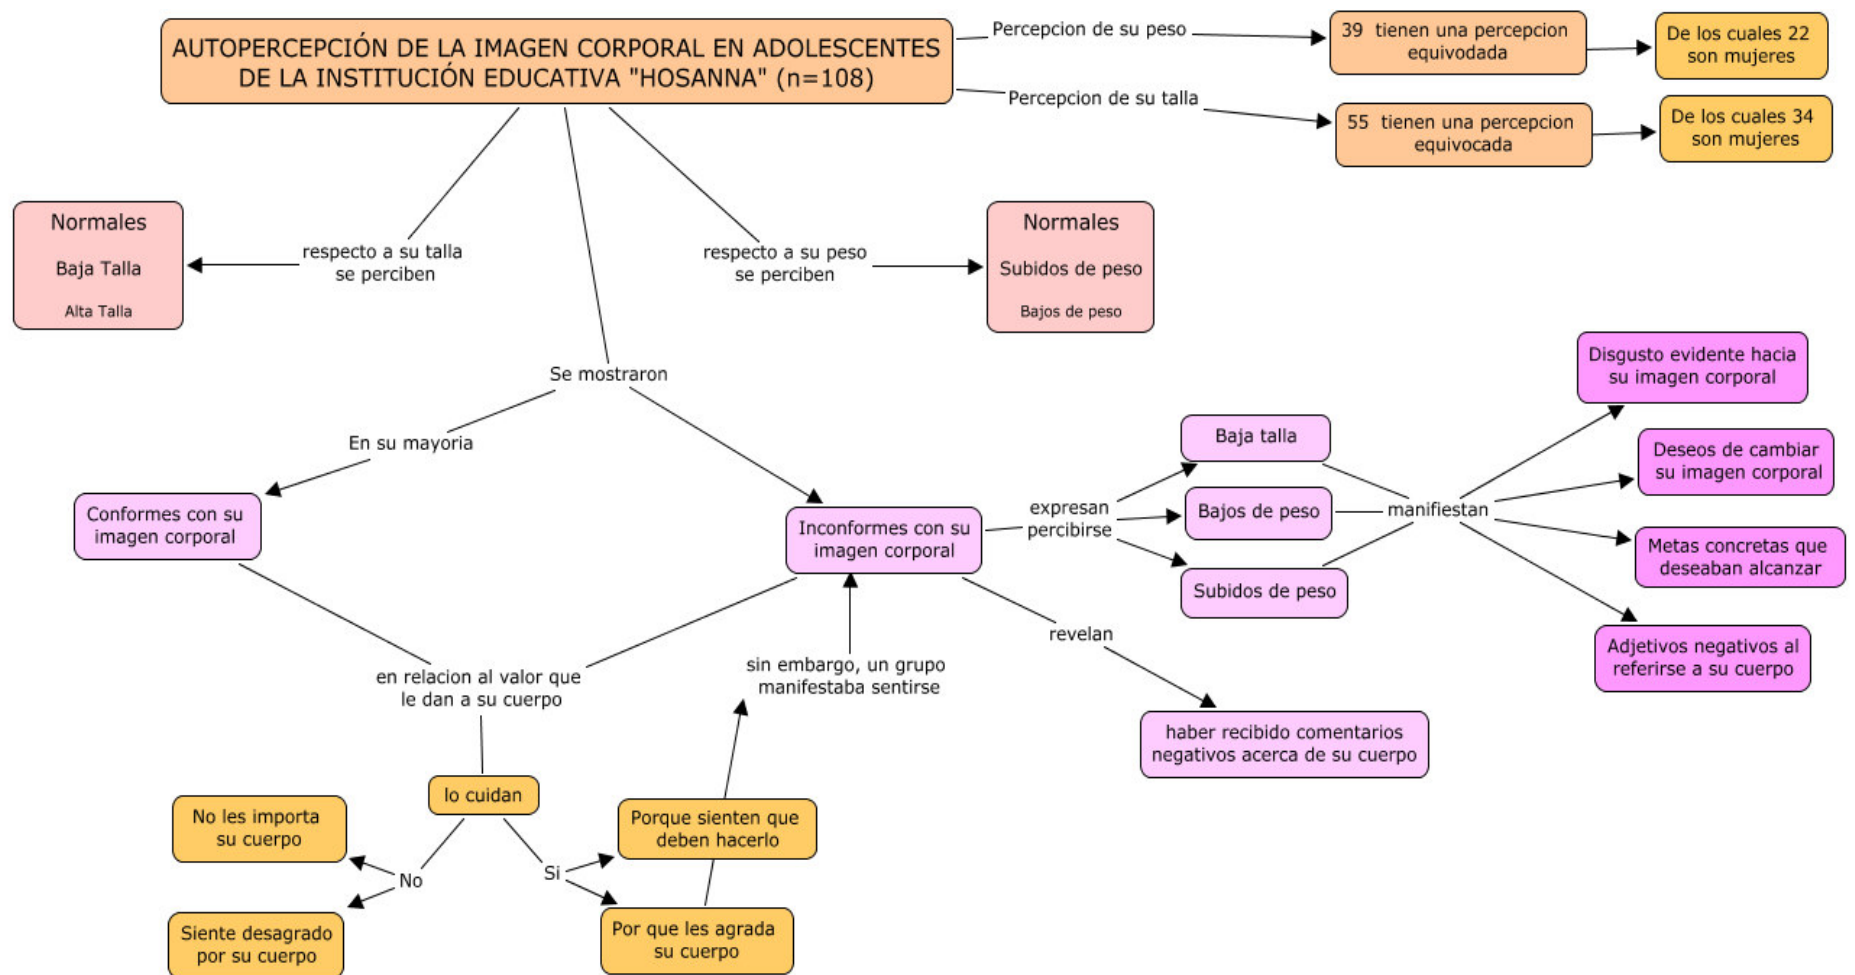 AUTOPERCEPCIÓN DE LA IMAGEN CORPORAL EN ADOLESCENTES
DE LA INSTITUCIÓN EDUCATIVA "HOSANNA" (n=108)
Percepcion de su peso
39 tienen una percepcion
equivodada
De los cuales 22
son mujeres
Percepcion de su talla
55 tienen una percepcion
equivocada
De los cuales 34
son mujeres
Normales
Baja Talla
Alta Talla
respecto a su talla
se perciben
respecto a su peso
se perciben
Normales
Subidos de peso
Bajos de peso
Se mostraron
En su mayoria
Conformes con su
imagen corporal
Inconformes con su
imagen corporal
expresan
percibirse
Baja talla
Bajos de peso
Subidos de peso
manifiestan
Disgusto evidente hacia
su imagen corporal
Deseos de cambiar
su imagen corporal
Metas concretas que
deseaban alcanzar
Adjetivos negativos al
referirse a su cuerpo
revelan
haber recibido comentarios
negativos acerca de su cuerpo
en relacion al valor que
le dan a su cuerpo
sin embargo, un grupo
manifestaba sentirse
lo cuidan
No les importa
su cuerpo
No
Siente desagrado
por su cuerpo
Si
Porque sienten que
deben hacerlo
Por que les agrada
su cuerpo